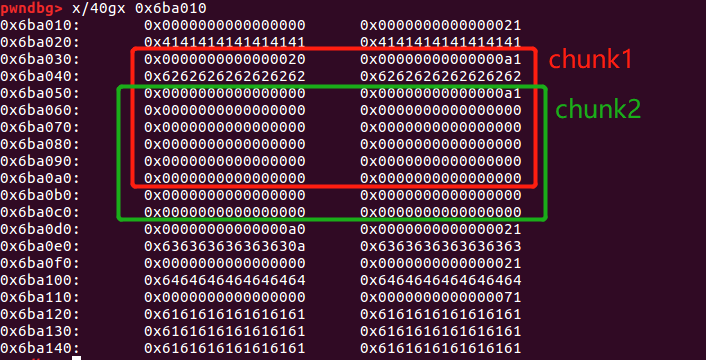 pwndbg> x/40gx 0x6ba010
0x6ba010: 0x0000000000000000 0x0000000000000021
0x6ba020: 0x4141414141414141 0x4141414141414141
0x6ba030: 0x0000000000000020 0x00000000000000a1
0x6ba040: 0x6262626262626262 0x6262626262626262
0x6ba050: 0x0000000000000000 0x00000000000000a1
0x6ba060: 0x0000000000000000 0x0000000000000000
0x6ba070: 0x0000000000000000 0x0000000000000000
0x6ba080: 0x0000000000000000 0x0000000000000000
0x6ba090: 0x0000000000000000 0x0000000000000000
0x6ba0a0: 0x0000000000000000 0x0000000000000000
0x6ba0b0: 0x0000000000000000 0x0000000000000000
0x6ba0c0: 0x0000000000000000 0x0000000000000000
0x6ba0d0: 0x00000000000000a0 0x0000000000000021
0x6ba0e0: 0x636363636363630a 0x6363636363636363
0x6ba0f0: 0x0000000000000000 0x0000000000000021
0x6ba100: 0x6464646464646464 0x6464646464646464
0x6ba110: 0x0000000000000000 0x0000000000000071
0x6ba120: 0x6161616161616161 0x6161616161616161
0x6ba130: 0x6161616161616161 0x6161616161616161
0x6ba140: 0x6161616161616161 0x6161616161616161
chunk1
chunk2